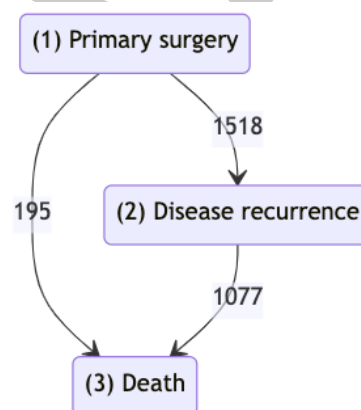 (1) Primary surgery
1518
195
(2) Disease recurrence
1077
(3) Death